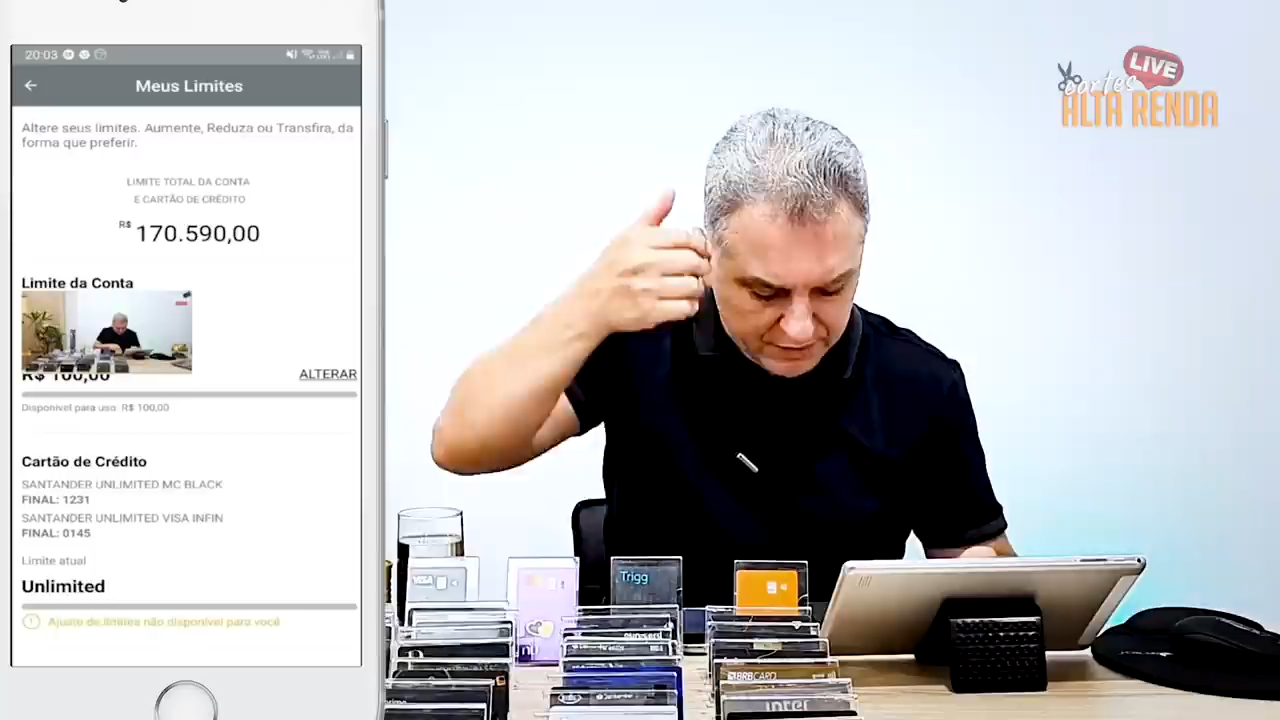 20:03
Meus Limites
Altere seus limites. Aumente, Reduza ou Transfira, da
forma que preferir.
LIMITE TOTAL DA CONTA
E CARTÃO DE CRÉDITO
R$ 170.590,00
Limite da Conta
R$ 100,00
ALTERAR
Disponível para uso R$ 100,00
Cartão de Crédito
SANTANDER UNLIMITED MC BLACK
FINAL: 1231
SANTANDER UNLIMITED VISA INFIN
FINAL: 0145
Limite atual
Unlimited
Ajuste de limites não disponível para você
LIVE
cortes
ALTA RENDA
VISA
Trigg
BRBCARD
inter